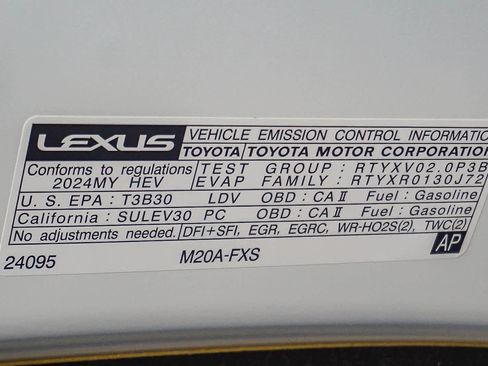 LEXUS VEHICLE EMISSION CONTROL INFORMATION
TOYOTA TOYOTA MOTOR CORPORATION
Conforms to regulations TEST GROUP : RTYXV02.0P3B
2024MY HEV EVAP FAMILY : RTYXR0130J72
U. S. EPA : T3B30 LDV OBD : CA II Fuel : Gasoline
California : SULEV30 PC OBD : CA II Fuel : Gasoline
No adjustments needed. DFI+SFI, EGR, EGRC, WR-HO2S(2), TWC(2)
24095 M20A-FXS AP